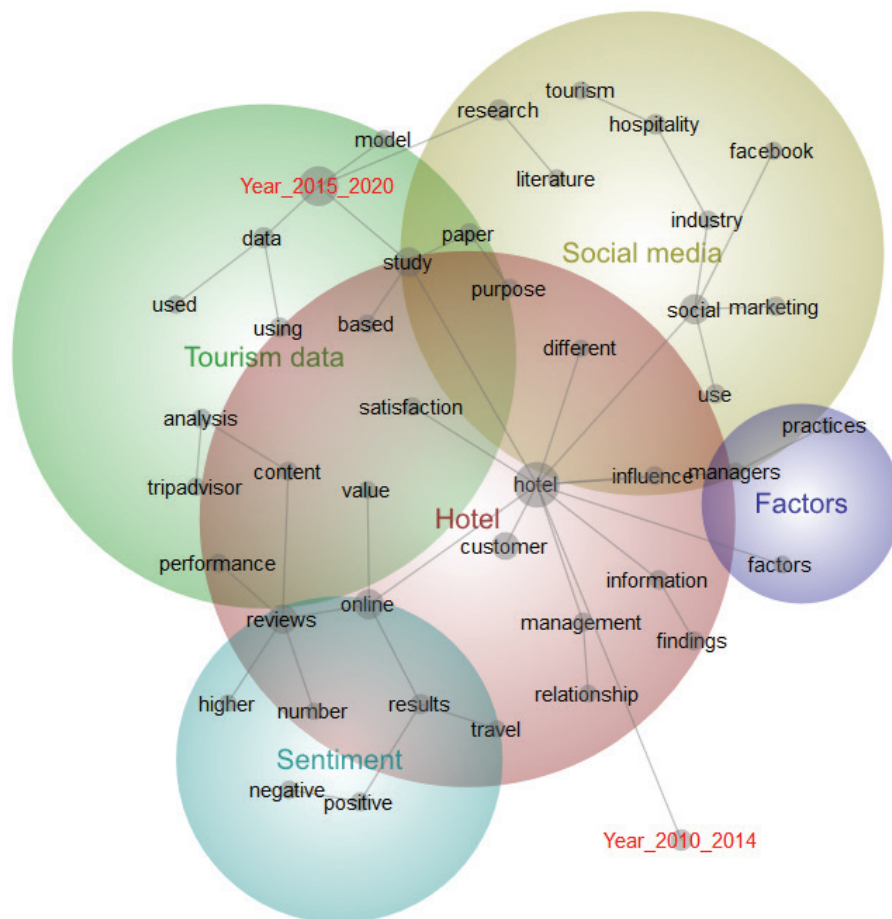 tourism
research
hospitality
model
facebook
literature
Year_2015_2020
industry
data
paper
Social media
study
purpose
used
using
based
social
marketing
different
Tourism data
use
satisfaction
analysis
practices
content
managers
influence
tripadvisor
value
hotel
Factors
Hotel
customer
performance
factors
information
online
reviews
management
findings
relationship
higher
number
results
travel
Sentiment
negative
positive
Year_2010_2014